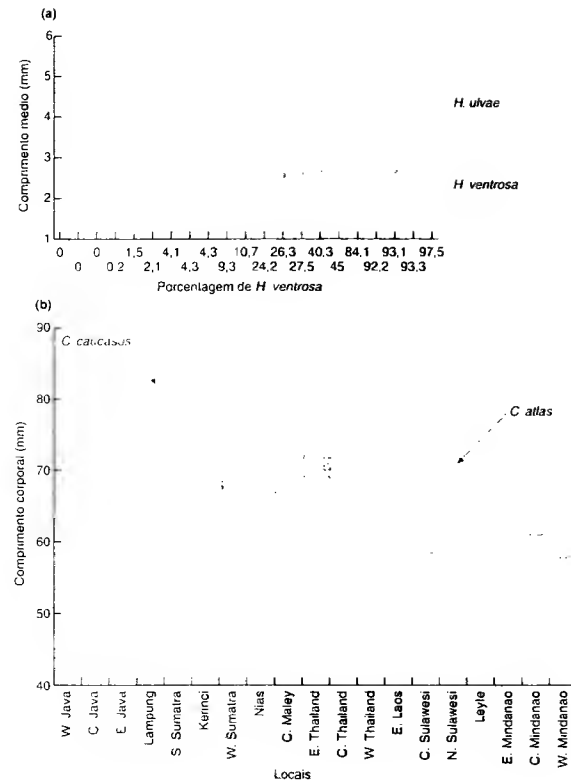 (a)
Comprimento medio (mm)
6
5
4
3
2
1
H. ulvae
H ventrosa
0 0 1,5 4,1 4,3 10,7 26,3 40,3 84,1 93,1 97,5
0 0 2 2,1 4,3 9,3 24,2 27,5 45 92,2 93,3
Porcentagem de H ventrosa
(b)
Comprimento corporal (mm)
90
80
70
60
50
40
C caucasus
C atlas
W Java
C Java
E Java
Lampung
S Sumatra
Kerinci
W. Sumatra
Nias
C. Maley
E. Thailand
C. Thailand
W Thailand
E. Laos
C. Sulawesi
N. Sulawesi
Leyle
E. Mindanao
C. Mindanao
W. Mindanao
Locais